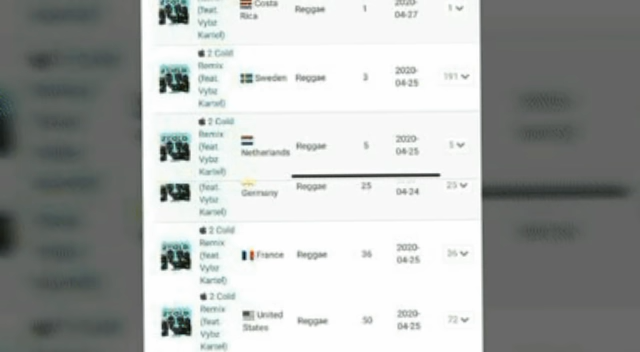 Remix
(feat.
Vybz
Kartel)
Costa
Rica
Reggae
1
2020-
04-27
1
2 Cold
Remix
(feat.
Vybz
Kartel)
Sweden
Reggae
3
2020-
04-25
191
2 Cold
Remix
(feat.
Vybz
Kartel)
Netherlands
Reggae
5
2020-
04-25
5
(feat.
Vybz
Kartel)
Germany
Reggae
25
04-24
25
2 Cold
Remix
(feat.
Vybz
Kartel)
France
Reggae
36
2020-
04-25
36
2 Cold
Remix
(feat.
Vybz
Kartel)
United
States
Reggae
50
2020-
04-25
72